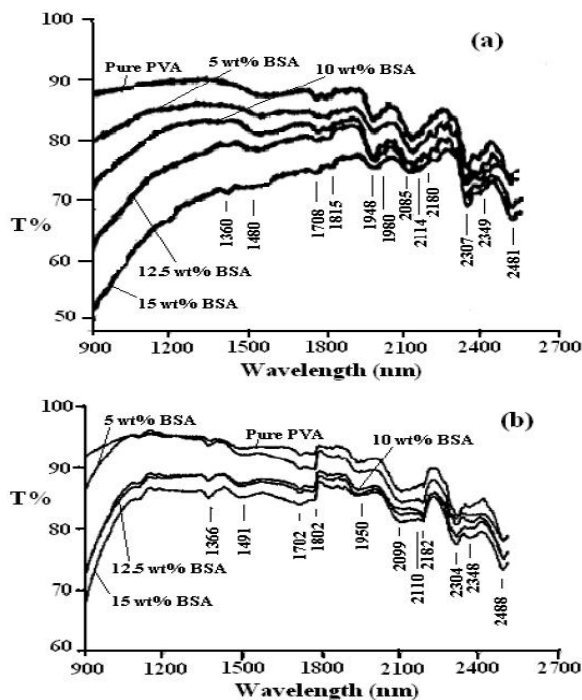 (a)
100
90
80
70
T%
60
50
Pure PVA
5 wt% BSA
10 wt% BSA
12.5 wt% BSA
15 wt% BSA
1360
1480
1708
1815
1948
1980
2085
2114
2180
2307
2349
2481
900 1200 1500 1800 2100 2400 2700
Wavelength (nm)
(b)
100
90
T%
80
70
60
5 wt% BSA
Pure PVA
10 wt% BSA
12.5 wt% BSA
15 wt% BSA
1366
1491
1702
1802
1950
2099
2110
2182
2304
2348
2488
900 1200 1500 1800 2100 2400 2700
Wavelength (nm)